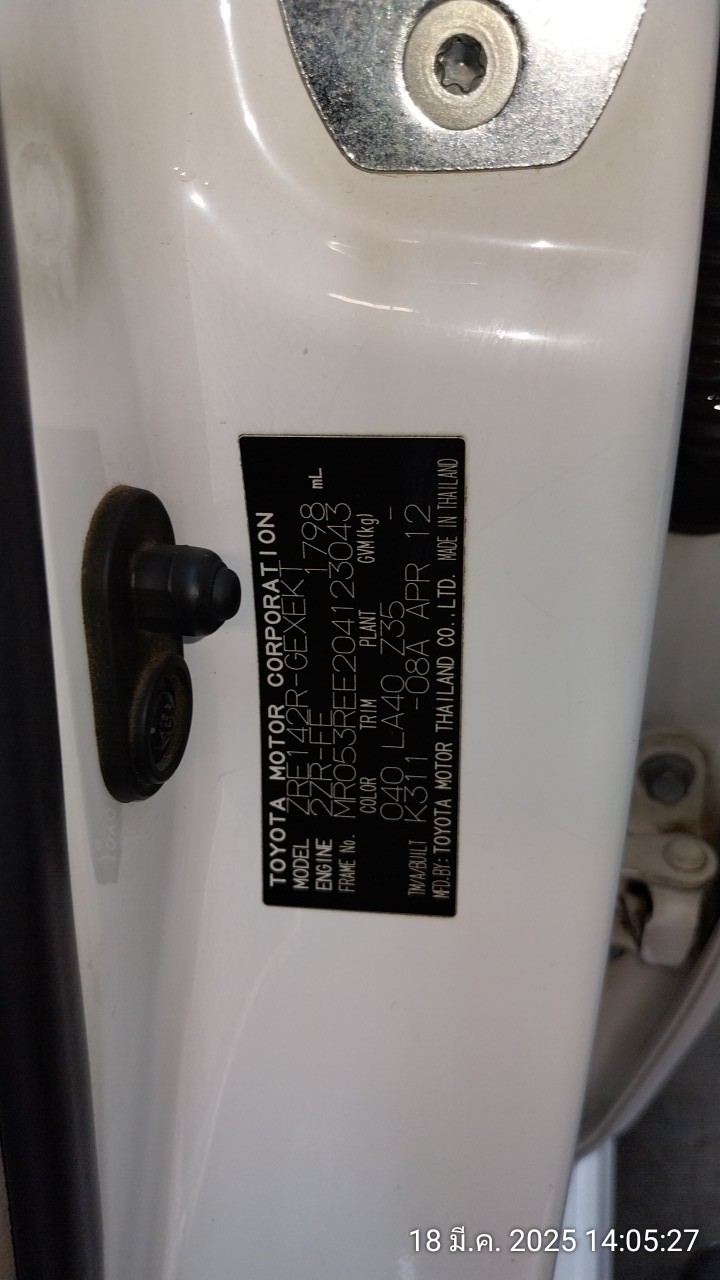 TOYOTA MOTOR CORPORATION
MODEL ZRE142R-GEXEKT
ENGINE 2ZR-FE 1798 mL
FRAME No. MR053REE204123043
COLOR TRIM PLANT GVM(kg)
040 LA40 Z35 -
TM/A/BUILT K311 -08A APR 12
MFD.BY: TOYOTA MOTOR THAILAND CO.,LTD. MADE IN THAILAND
18 มี.ค. 2025 14:05:27